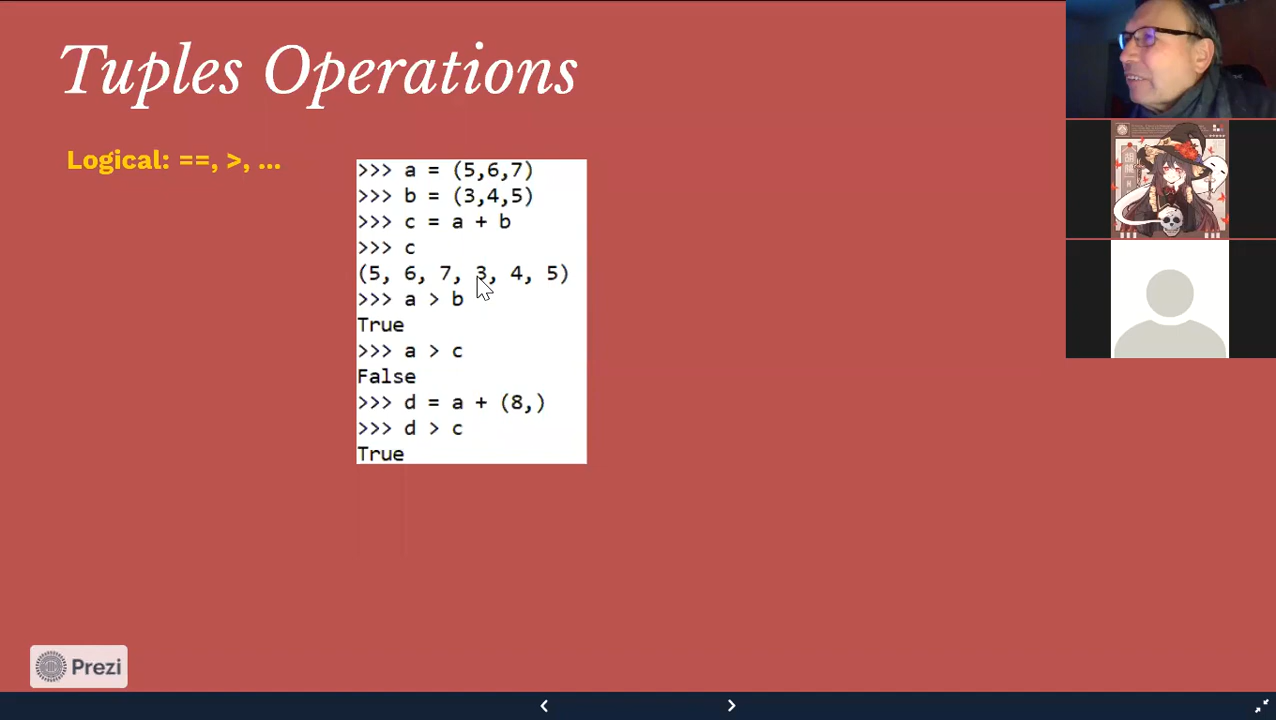 Tuples Operations
Logical: ==, >, ...
>>> a = (5,6,7)
>>> b = (3,4,5)
>>> c = a + b
>>> c
(5, 6, 7, 3, 4, 5)
>>> a > b
True
>>> a > c
False
>>> d = a + (8,)
>>> d > c
True
Prezi